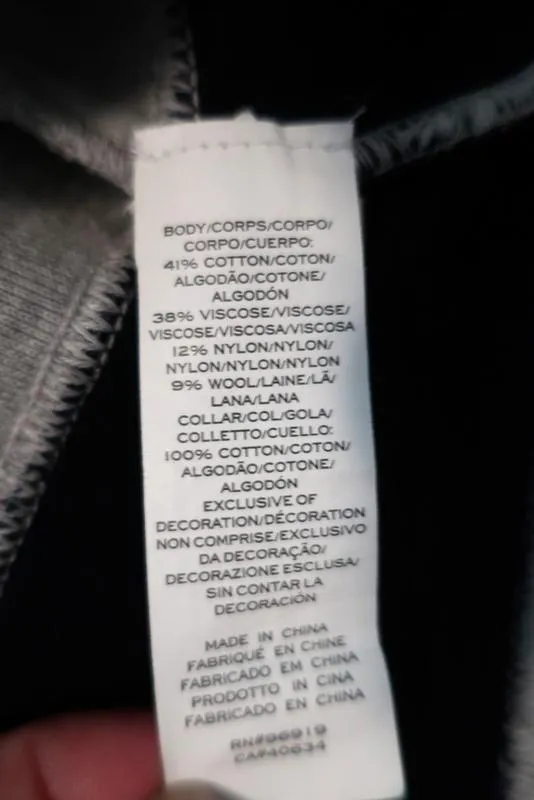 BODY/CORPS/CORPO/
CORPO/CUERPO:
41% COTTON/COTON/
ALGODÃO/COTONE/
ALGODÓN
38% VISCOSE/VISCOSE/
VISCOSE/VISCOSA/VISCOSA
12% NYLON/NYLON/
NYLON/NYLON/NYLON
9% WOOL/LAINE/LÃ/
LANA/LANA
COLLAR/COL/GOLA/
COLLETTO/CUELLO:
100% COTTON/COTON/
ALGODÃO/COTONE/
ALGODÓN
EXCLUSIVE OF
DECORATION/DÉCORATION
NON COMPRISE/EXCLUSIVO
DA DECORAÇÃO/
DECORAZIONE ESCLUSA/
SIN CONTAR LA
DECORACIÓN
MADE IN CHINA
FABRIQUÉ EN CHINE
FABRICADO EM CHINA
PRODOTTO IN CINA
FABRICADO EN CHINA
RN#86919
CA#40634